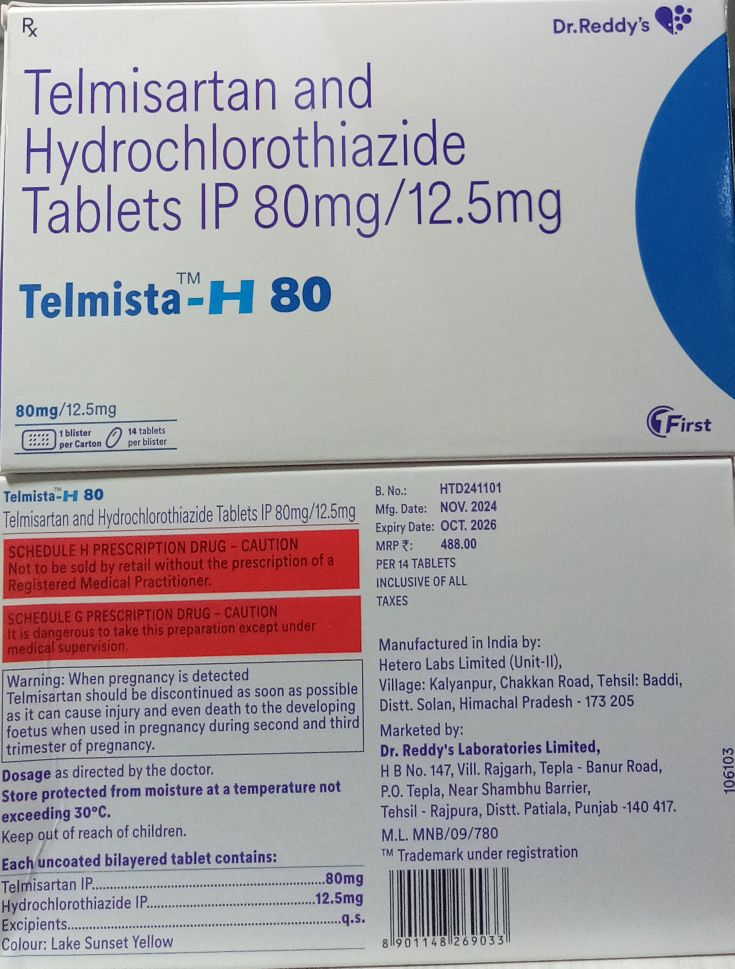 Rx
Dr.Reddy's
Telmisartan and
Hydrochlorothiazide
Tablets IP 80mg/12.5mg
Telmista™-H 80
80mg/12.5mg
1 blister
per Carton
14 tablets
per blister
1First
Telmista™-H 80
Telmisartan and Hydrochlorothiazide Tablets IP 80mg/12.5mg
SCHEDULE H PRESCRIPTION DRUG - CAUTION
Not to be sold by retail without the prescription of a
Registered Medical Practitioner.
SCHEDULE G PRESCRIPTION DRUG - CAUTION
It is dangerous to take this preparation except under
medical supervision.
Warning: When pregnancy is detected
Telmisartan should be discontinued as soon as possible
as it can cause injury and even death to the developing
foetus when used in pregnancy during second and third
trimester of pregnancy.
Dosage as directed by the doctor.
Store protected from moisture at a temperature not
exceeding 30°C.
Keep out of reach of children.
Each uncoated bilayered tablet contains:
Telmisartan IP..........80mg
Hydrochlorothiazide IP..........12.5mg
Excipients..........q.s.
Colour: Lake Sunset Yellow
B. No.: HTD241101
Mfg. Date: NOV. 2024
Expiry Date: OCT. 2026
MRP ₹: 488.00
PER 14 TABLETS
INCLUSIVE OF ALL
TAXES
Manufactured in India by:
Hetero Labs Limited (Unit-II),
Village: Kalyanpur, Chakkan Road, Tehsil: Baddi,
Distt. Solan, Himachal Pradesh - 173 205
Marketed by:
Dr. Reddy's Laboratories Limited,
H B No. 147, Vill. Rajgarh, Tepla - Banur Road,
P.O. Tepla, Near Shambhu Barrier,
Tehsil - Rajpura, Distt. Patiala, Punjab -140 417.
M.L. MNB/09/780
™ Trademark under registration
8 901148 269033
106103